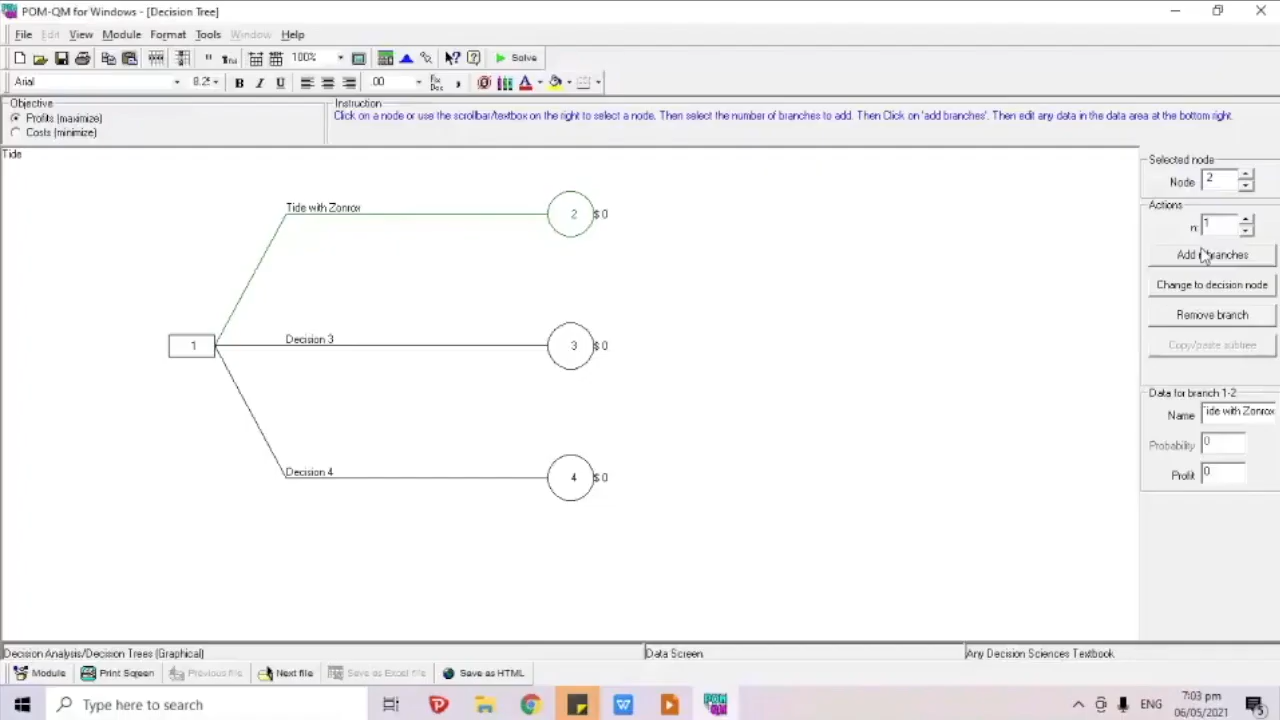 POM-QM for Windows - [Decision Tree]
File Edit View Module Format Tools Window Help
100% Solve
Arial 8.25 B I U .00 Fix Dec ,
Objective
Profits (maximize)
Costs (minimize)
Instruction
Click on a node or use the scrollbar/textbox on the right to select a node. Then select the number of branches to add. Then Click on 'add branches'. Then edit any data in the data area at the bottom right.
Tide
Tide with Zonrox
2 $ 0
Decision 3
1
3 $ 0
Decision 4
4 $ 0
Selected node
Node 2
Actions
n: 1
Add n branches
Change to decision node
Remove branch
Copy/paste subtree
Data for branch 1-2
Name Tide with Zonrox
Probability 0
Profit 0
Decision Analysis/Decision Trees (Graphical) Data Screen Any Decision Sciences Textbook
Module Print Screen Previous file Next file Save as Excel file Save as HTML
Type here to search
ENG
7:03 pm
06/05/2021
5